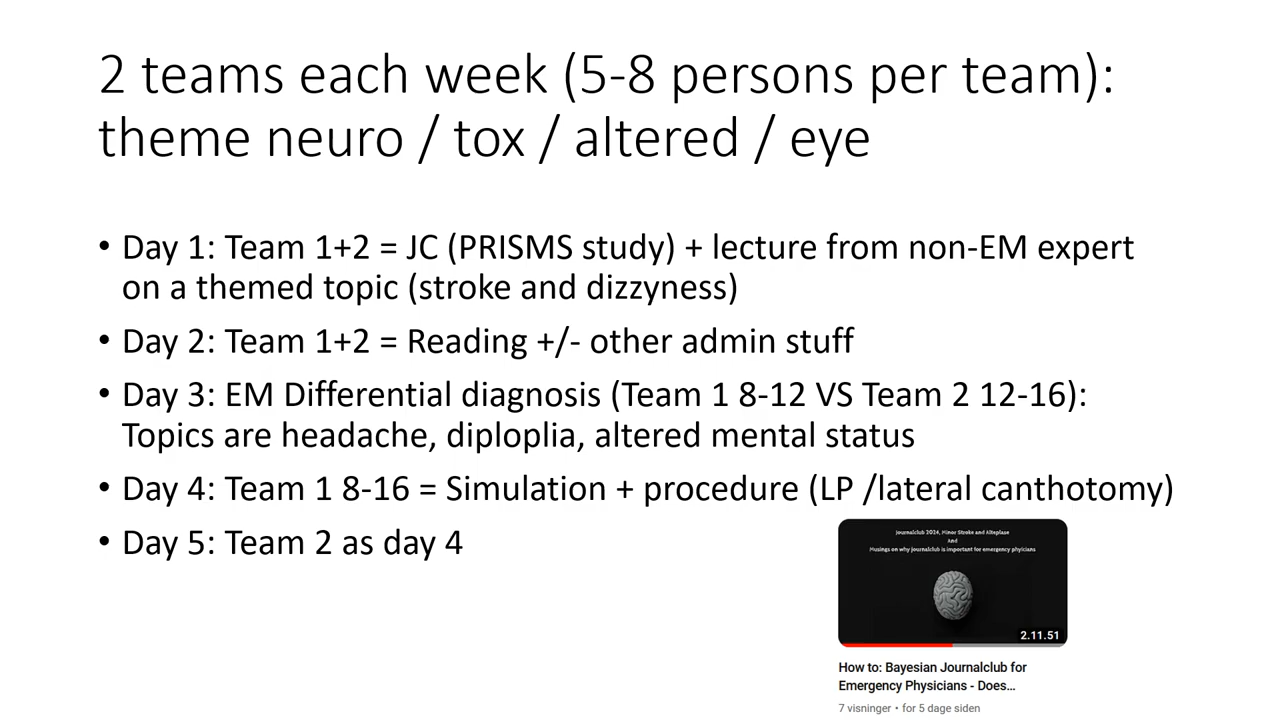 2 teams each week (5-8 persons per team):
theme neuro / tox / altered / eye
• Day 1: Team 1+2 = JC (PRISMS study) + lecture from non-EM expert
on a themed topic (stroke and dizzyness)
• Day 2: Team 1+2 = Reading +/- other admin stuff
• Day 3: EM Differential diagnosis (Team 1 8-12 VS Team 2 12-16):
Topics are headache, diploplia, altered mental status
• Day 4: Team 1 8-16 = Simulation + procedure (LP /lateral canthotomy)
• Day 5: Team 2 as day 4
Journalclub 2024, Minor Stroke and Alteplase
And
Musings on why journalclub is important for emergency phyicians
2.11.51
How to: Bayesian Journalclub for
Emergency Physicians - Does...
7 visninger • for 5 dage siden